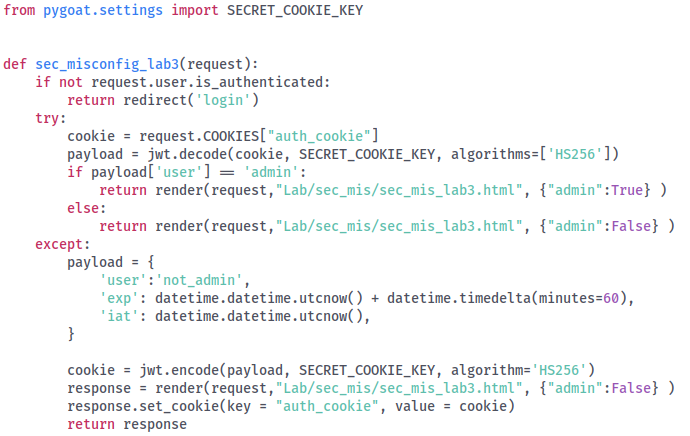 from pygoat.settings import SECRET_COOKIE_KEY
def sec_misconfig_lab3(request):
    if not request.user.is_authenticated:
        return redirect('login')
    try:
        cookie = request.COOKIES["auth_cookie"]
        payload = jwt.decode(cookie, SECRET_COOKIE_KEY, algorithms=['HS256'])
        if payload['user'] == 'admin':
            return render(request,"Lab/sec_mis/sec_mis_lab3.html", {"admin":True} )
        else:
            return render(request,"Lab/sec_mis/sec_mis_lab3.html", {"admin":False} )
    except:
        payload = {
            'user':'not_admin',
            'exp': datetime.datetime.utcnow() + datetime.timedelta(minutes=60),
            'iat': datetime.datetime.utcnow(),
        }
        cookie = jwt.encode(payload, SECRET_COOKIE_KEY, algorithm='HS256')
        response = render(request,"Lab/sec_mis/sec_mis_lab3.html", {"admin":False} )
        response.set_cookie(key = "auth_cookie", value = cookie)
        return response